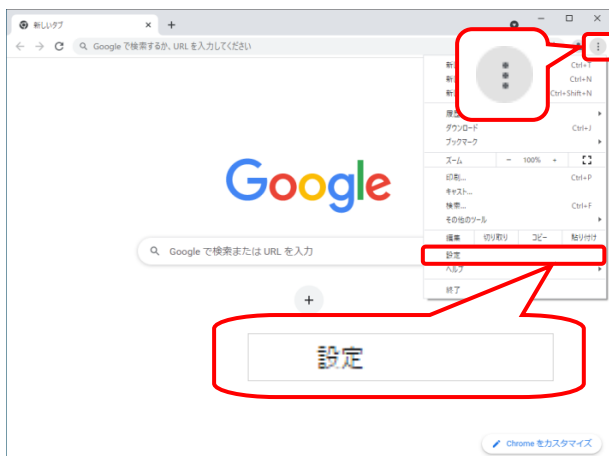 新しいタブ
Google で検索するか、URL を入力してください
Ctrl+T
Ctrl+N
Ctrl+Shift+N
ダウンロード Ctrl+J
ブックマーク
ズーム - 100% +
印刷... Ctrl+P
キャスト...
検索... Ctrl+F
その他のツール
編集 切り取り コピー 貼り付け
設定
ヘルプ
終了
Google
Google で検索または URL を入力
設定
Chrome をカスタマイズ